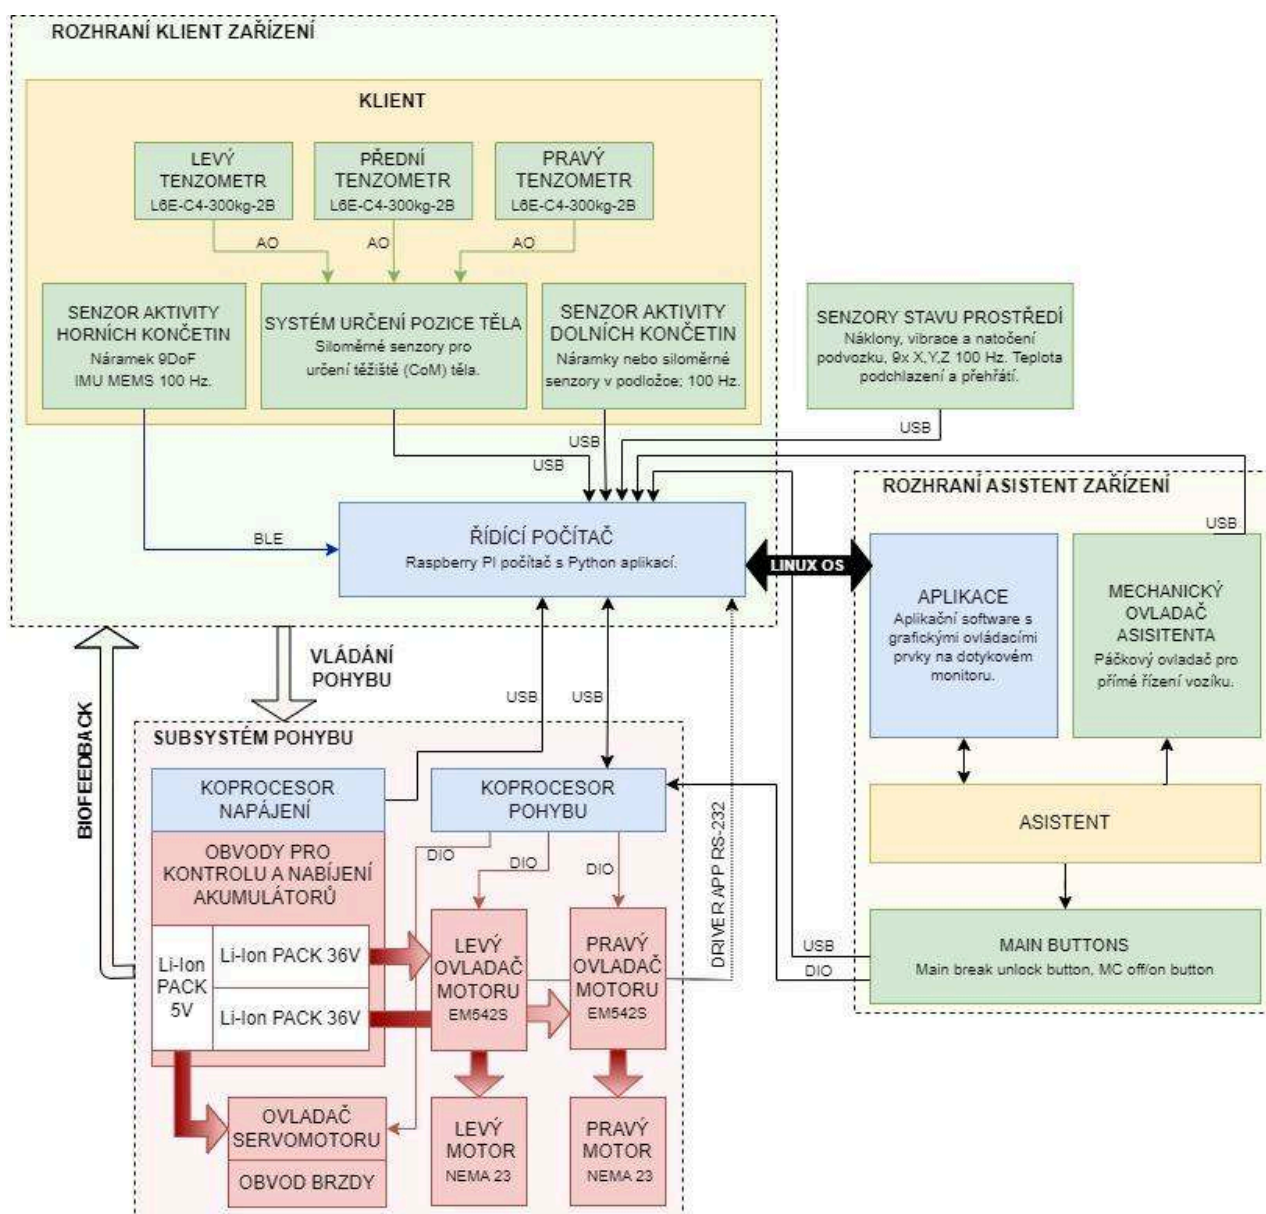 ROZHRANÍ KLIENT ZAŘÍZENÍ
KLIENT
LEVÝ
TENZOMETR
L6E-C4-300kg-2B
PŘEDNÍ
TENZOMETR
L6E-C4-300kg-2B
PRAVÝ
TENZOMETR
L6E-C4-300kg-2B
AO
AO
AO
SENZOR AKTIVITY
HORNÍCH KONČETIN
Náramek 9DoF
IMU MEMS 100 Hz.
SYSTÉM URČENÍ POZICE TĚLA
Siloměrné senzory pro
určení těžiště (CoM) těla.
SENZOR AKTIVITY
DOLNÍCH KONČETIN
Náramky nebo siloměrné
senzory v podložce; 100 Hz.
SENZORY STAVU PROSTŘEDÍ
Náklony, vibrace a natočení
podvozku, 9x X,Y,Z 100 Hz. Teplota
podchlazení a přehřátí.
USB
USB
USB
BLE
ŘÍDÍCÍ POČÍTAČ
Raspberry PI počítač s Python aplikací.
LINUX OS
ROZHRANÍ ASISTENT ZAŘÍZENÍ
USB
APLIKACE
Aplikační software s
grafickými ovládacími
prvky na dotykovém
monitoru.
MECHANICKÝ
OVLADAČ
ASISITENTA
Páčkový ovladač pro
přímé řízení vozíku.
ASISTENT
MAIN BUTTONS
Main break unlock button, MC off/on button
USB
DIO
BIOFEEDBACK
VLÁDÁNÍ
POHYBU
USB
USB
DRIVER APP RS-232
SUBSYSTÉM POHYBU
KOPROCESOR
NAPÁJENÍ
KOPROCESOR
POHYBU
OBVODY PRO
KONTROLU A NABÍJENÍ
AKUMULÁTORŮ
DIO
DIO
DIO
Li-Ion
PACK
5V
Li-Ion PACK 36V
Li-Ion PACK 36V
LEVÝ
OVLADAČ
MOTORU
EM542S
PRAVÝ
OVLADAČ
MOTORU
EM542S
OVLADAČ
SERVOMOTORU
OBVOD BRZDY
LEVÝ
MOTOR
NEMA 23
PRAVÝ
MOTOR
NEMA 23